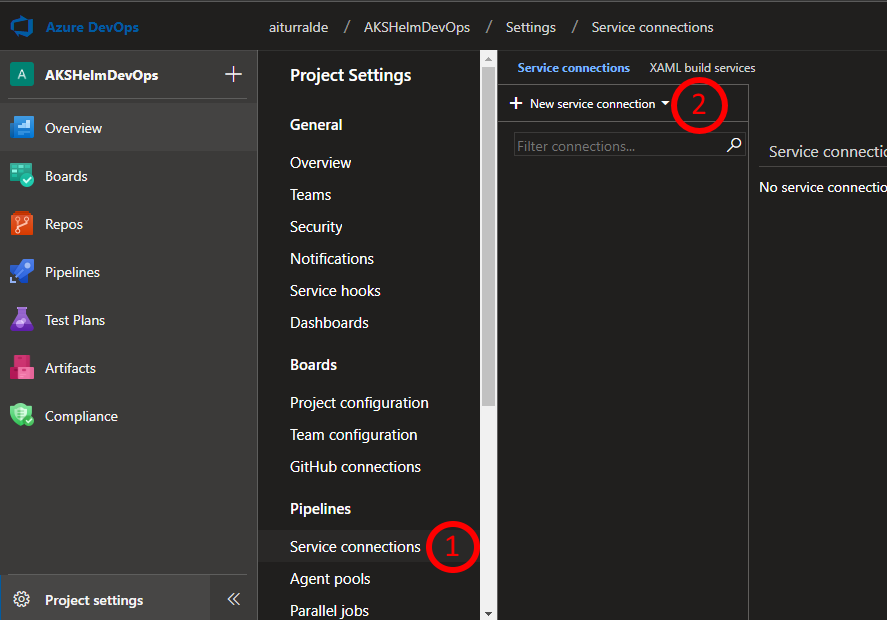 Azure DevOps
aiturralde / AKSHelmDevOps / Settings / Service connections
A AKSHelmDevOps +
Overview
Boards
Repos
Pipelines
Test Plans
Artifacts
Compliance
Project settings
Project Settings
General
Overview
Teams
Security
Notifications
Service hooks
Dashboards
Boards
Project configuration
Team configuration
GitHub connections
Pipelines
Service connections 1
Agent pools
Parallel jobs
Service connections XAML build services
+ New service connection 2
Filter connections...
Service connectio
No service connectio